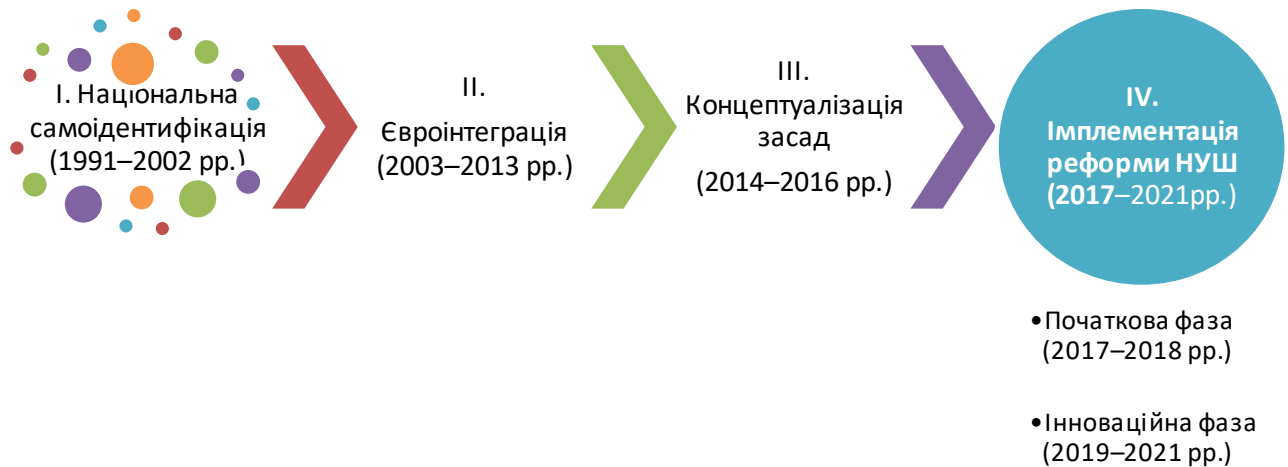 I. Національна
самоідентифікація
(1991–2002 рр.)
II.
Євроінтеграція
(2003–2013 рр.)
III.
Концептуалізація
засад
(2014–2016 рр.)
IV.
Імплементація
реформи НУШ
(2017–2021рр.)
•Початкова фаза
(2017–2018 рр.)
•Інноваційна фаза
(2019–2021 рр.)